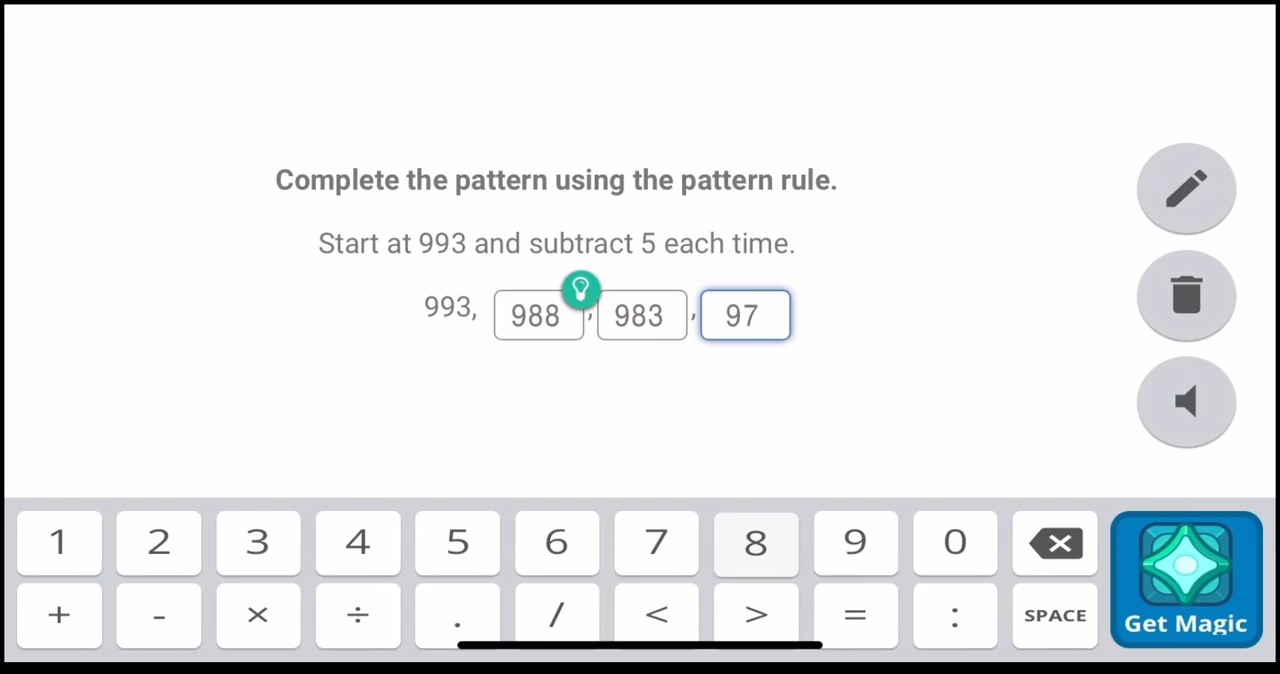 Complete the pattern using the pattern rule.
Start at 993 and subtract 5 each time.
993, 988 , 983 , 97
1 2 3 4 5 6 7 8 9 0
+ - × ÷ . / < > = : SPACE
Get Magic